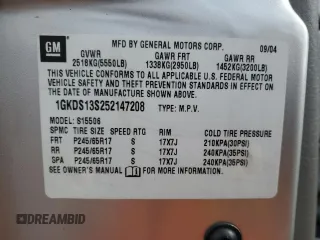 GM
MFD BY GENERAL MOTORS CORP. 09/04
GVWR GAWR FRT GAWR RR
2518KG(5550LB) 1338KG(2950LB) 1452KG(3200LB)
THIS VEHICLE CONFORMS TO ALL APPLICABLE U.S. FEDERAL
MOTOR VEHICLE SAFETY STANDARDS IN EFFECT ON THE
DATE OF MANUFACTURE SHOWN ABOVE.
1GKDS13S252147208 TYPE: M.P.V.
MODEL: S15506
SPMC TIRE SIZE SPEED RTG RIM COLD TIRE PRESSURE
FRT P245/65R17 S 17X7J 210KPA(30PSI)
RR P245/65R17 S 17X7J 240KPA(35PSI)
SPA P245/65R17 S 17X7J 240KPA(35PSI)
SEE OWNER'S MANUAL FOR MORE INFORMATION.
DREAMBID